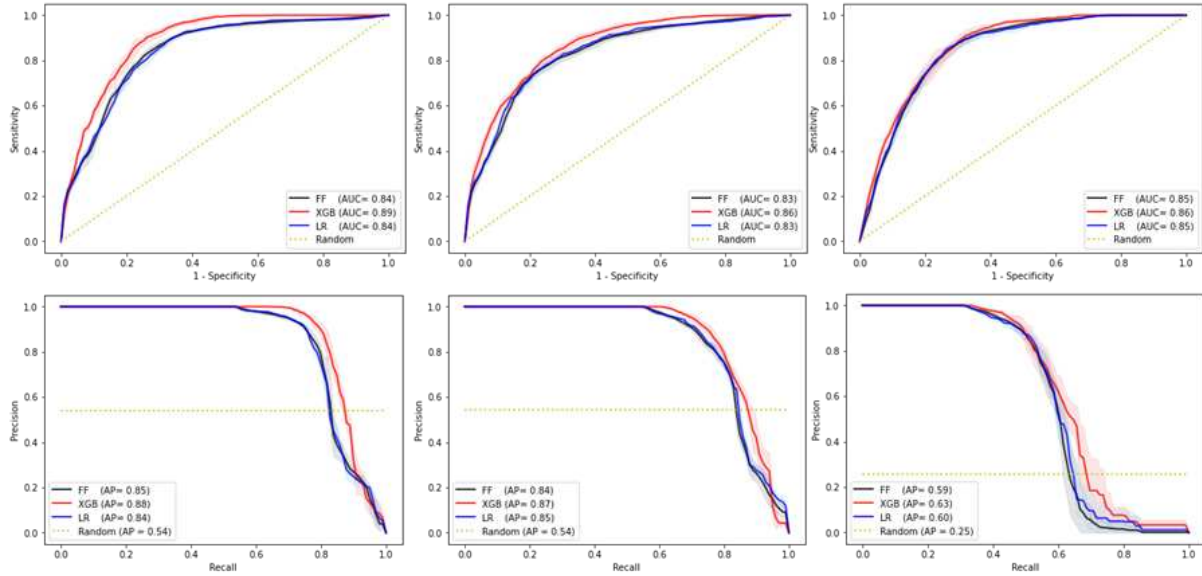 1.0
0.8
0.6
0.4
0.2
0.0
Sensitivity
0.0 0.2 0.4 0.6 0.8 1.0
1 - Specificity
FF (AUC= 0.84)
XGB (AUC= 0.89)
LR (AUC= 0.84)
Random
1.0
0.8
0.6
0.4
0.2
0.0
Sensitivity
0.0 0.2 0.4 0.6 0.8 1.0
1 - Specificity
FF (AUC= 0.83)
XGB (AUC= 0.86)
LR (AUC= 0.83)
Random
1.0
0.8
0.6
0.4
0.2
0.0
Sensitivity
0.0 0.2 0.4 0.6 0.8 1.0
1 - Specificity
FF (AUC= 0.85)
XGB (AUC= 0.86)
LR (AUC= 0.85)
Random
1.0
0.8
0.6
0.4
0.2
0.0
Precision
0.0 0.2 0.4 0.6 0.8 1.0
Recall
FF (AP= 0.85)
XGB (AP= 0.88)
LR (AP= 0.84)
Random (AP = 0.54)
1.0
0.8
0.6
0.4
0.2
0.0
Precision
0.0 0.2 0.4 0.6 0.8 1.0
Recall
FF (AP= 0.84)
XGB (AP= 0.87)
LR (AP= 0.85)
Random (AP = 0.54)
1.0
0.8
0.6
0.4
0.2
0.0
Precision
0.0 0.2 0.4 0.6 0.8 1.0
Recall
FF (AP= 0.59)
XGB (AP= 0.63)
LR (AP= 0.60)
Random (AP = 0.25)